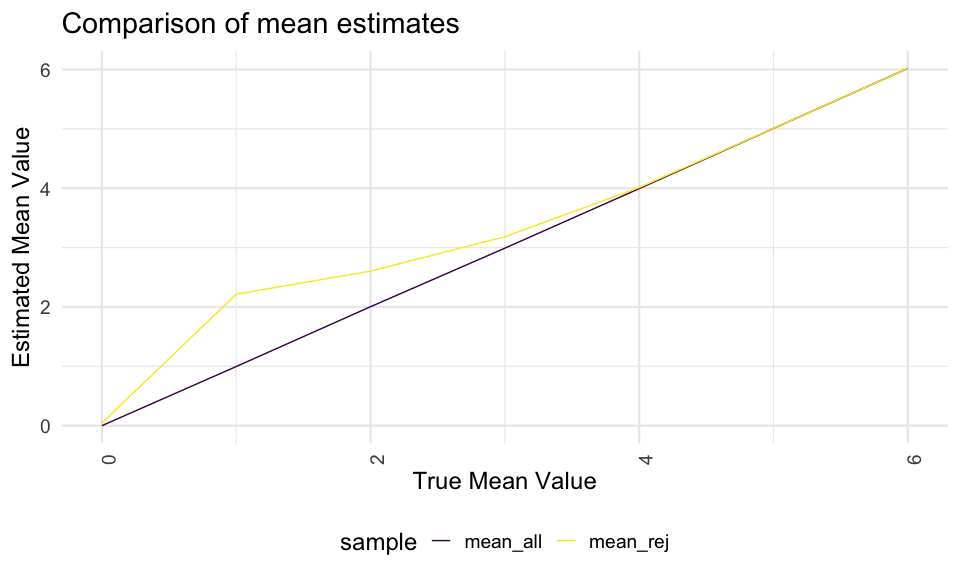 Comparison of mean estimates
Estimated Mean Value
6
4
2
0
0 2 4 6
True Mean Value
sample mean_all mean_rej